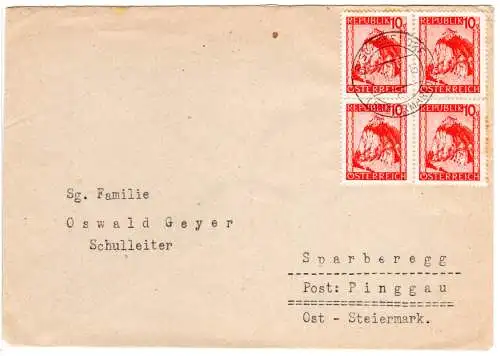 REPUBLIK 10 REPUBLIK 10
ÖSTERREICH ÖSTERREICH
REPUBLIK 10 REPUBLIK 10
ÖSTERREICH ÖSTERREICH
Sg. Familie
Oswald Geyer
Schulleiter
Sparberegg
Post: Pinggau
Ost - Steiermark.